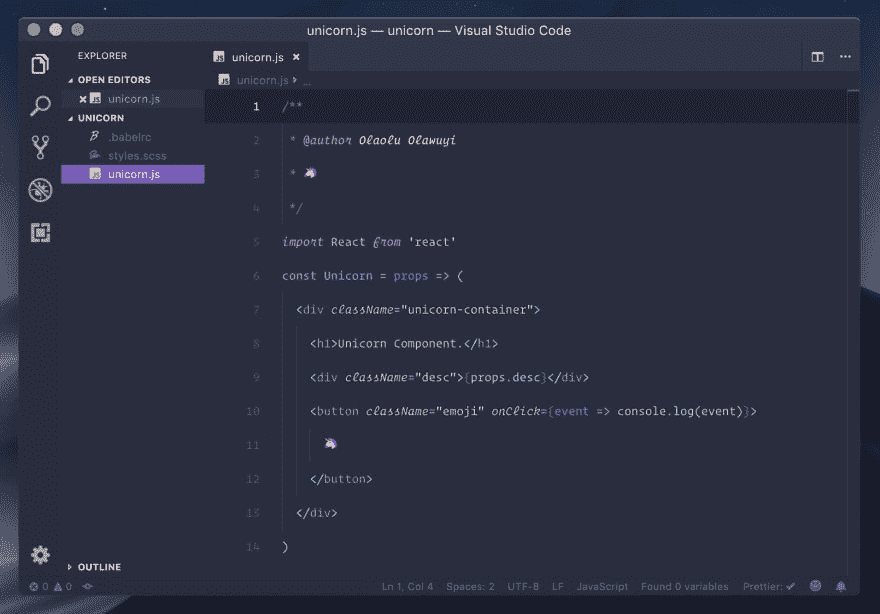 unicorn.js — unicorn — Visual Studio Code
EXPLORER
OPEN EDITORS
unicorn.js
UNICORN
.babelrc
styles.scss
unicorn.js
OUTLINE
JS unicorn.js ×
JS unicorn.js › ...
1 /**
2 * @author Olaolu Olawuyi
3 * 🦄
4 */
5 import React from 'react'
6 const Unicorn = props => (
7 <div className="unicorn-container">
8 <h1>Unicorn Component.</h1>
9 <div className="desc">{props.desc}</div>
10 <button className="emoji" onClick={event => console.log(event)}>
11 🦄
12 </button>
13 </div>
14 )
0 0
Ln 1, Col 4 Spaces: 2 UTF-8 LF JavaScript Found 0 variables Prettier: ✓